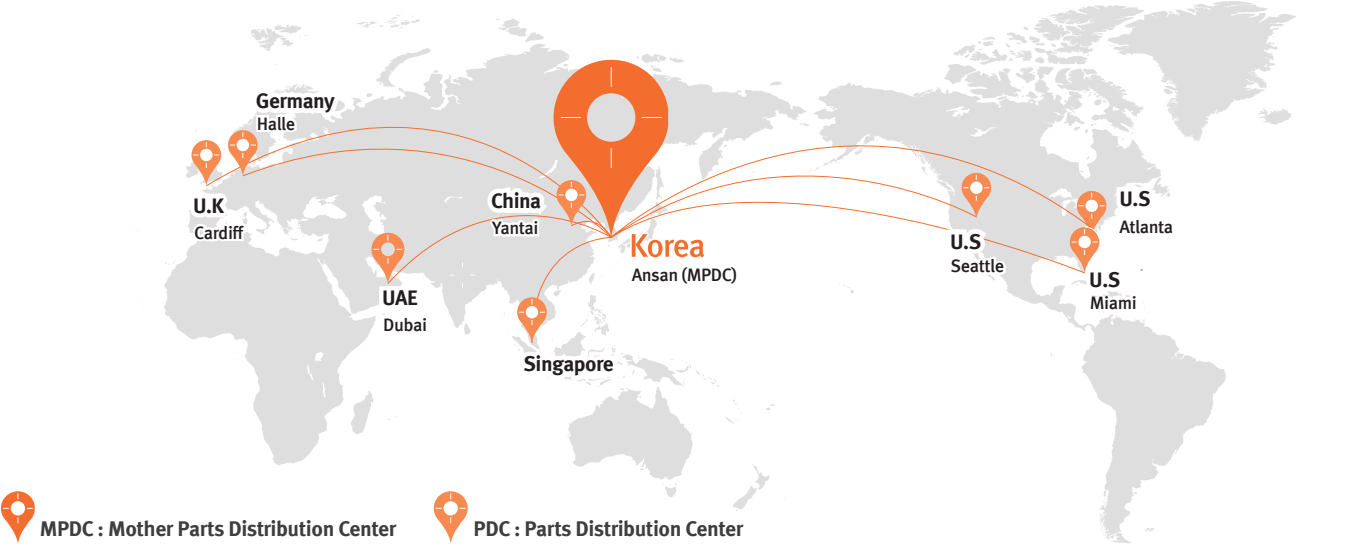 Germany
Halle
U.K
Cardiff
China
Yantai
UAE
Dubai
Singapore
Korea
Ansan (MPDC)
U.S
Seattle
U.S
Atlanta
U.S
Miami
MPDC : Mother Parts Distribution Center
PDC : Parts Distribution Center